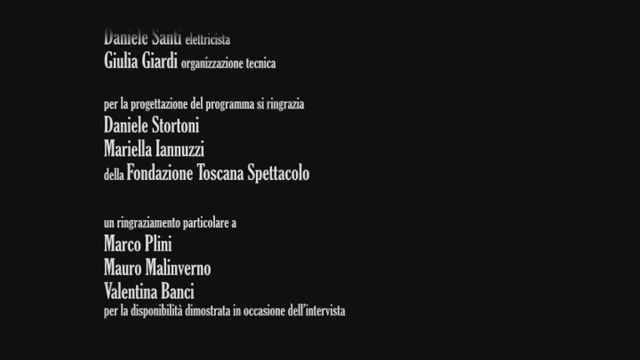 Daniele Santi elettricista
Giulia Giardi organizzazione tecnica
per la progettazione del programma si ringrazia
Daniele Stortoni
Mariella Iannuzzi
della Fondazione Toscana Spettacolo
un ringraziamento particolare a
Marco Plini
Mauro Malinverno
Valentina Banci
per la disponibilità dimostrata in occasione dell'intervista